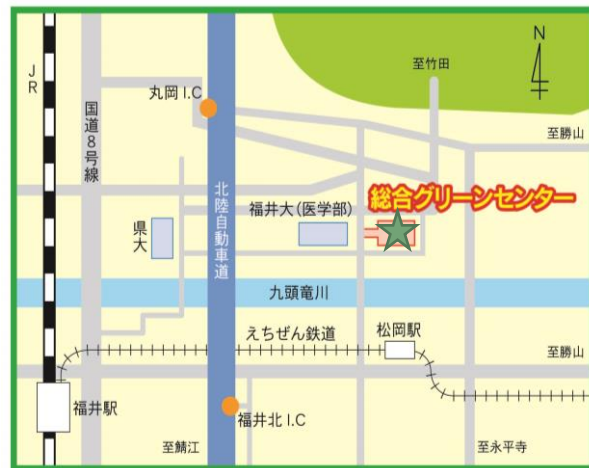 N
JR
至竹田
丸岡 I.C
国道8号線
至勝山
総合グリーンセンター
北陸自動車道
福井大(医学部)
県大
九頭竜川
えちぜん鉄道
松岡駅
至勝山
福井駅
福井北 I.C
至鯖江
至永平寺